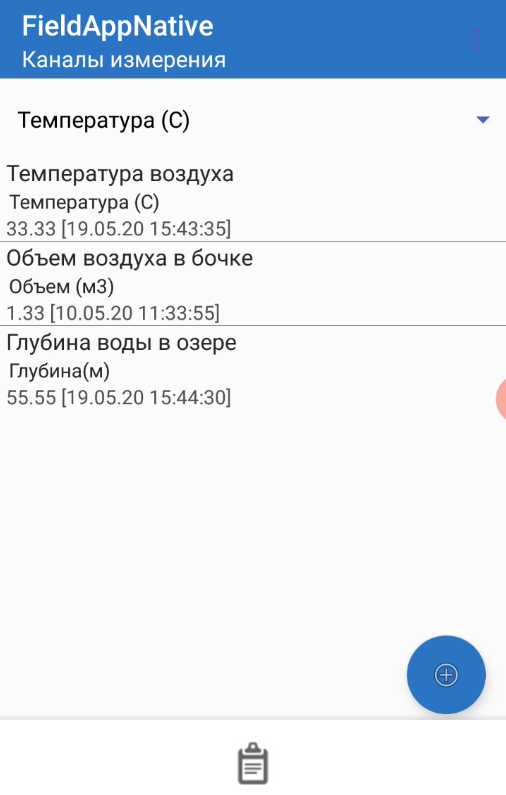 FieldAppNative
Каналы измерения
Температура (С)
Температура воздуха
Температура (С)
33.33 [19.05.20 15:43:35]
Объем воздуха в бочке
Объем (м3)
1.33 [10.05.20 11:33:55]
Глубина воды в озере
Глубина(м)
55.55 [19.05.20 15:44:30]